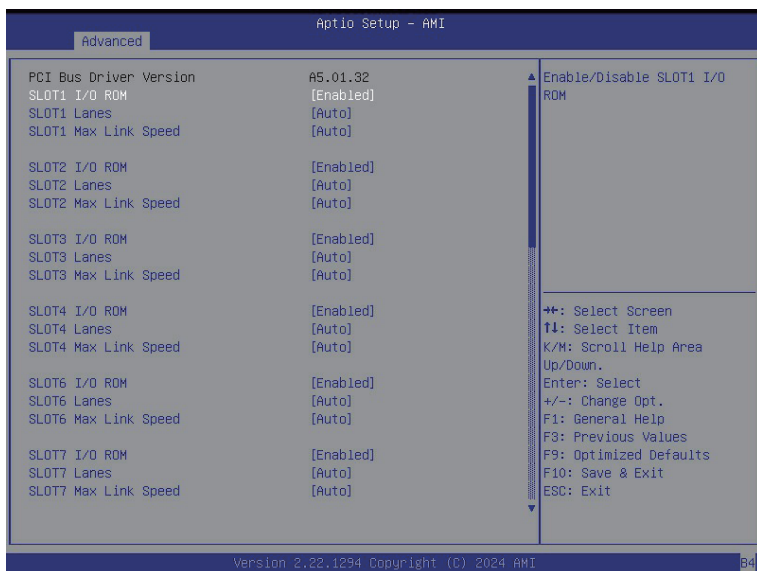 Aptio Setup - AMI
Advanced
PCI Bus Driver Version A5.01.32
SLOT1 I/O ROM [Enabled]
SLOT1 Lanes [Auto]
SLOT1 Max Link Speed [Auto]
SLOT2 I/O ROM [Enabled]
SLOT2 Lanes [Auto]
SLOT2 Max Link Speed [Auto]
SLOT3 I/O ROM [Enabled]
SLOT3 Lanes [Auto]
SLOT3 Max Link Speed [Auto]
SLOT4 I/O ROM [Enabled]
SLOT4 Lanes [Auto]
SLOT4 Max Link Speed [Auto]
SLOT6 I/O ROM [Enabled]
SLOT6 Lanes [Auto]
SLOT6 Max Link Speed [Auto]
SLOT7 I/O ROM [Enabled]
SLOT7 Lanes [Auto]
SLOT7 Max Link Speed [Auto]
Enable/Disable SLOT1 I/O
ROM
→←: Select Screen
↑↓: Select Item
K/M: Scroll Help Area
Up/Down.
Enter: Select
+/-: Change Opt.
F1: General Help
F3: Previous Values
F9: Optimized Defaults
F10: Save & Exit
ESC: Exit
Version 2.22.1294 Copyright (C) 2024 AMI
B4